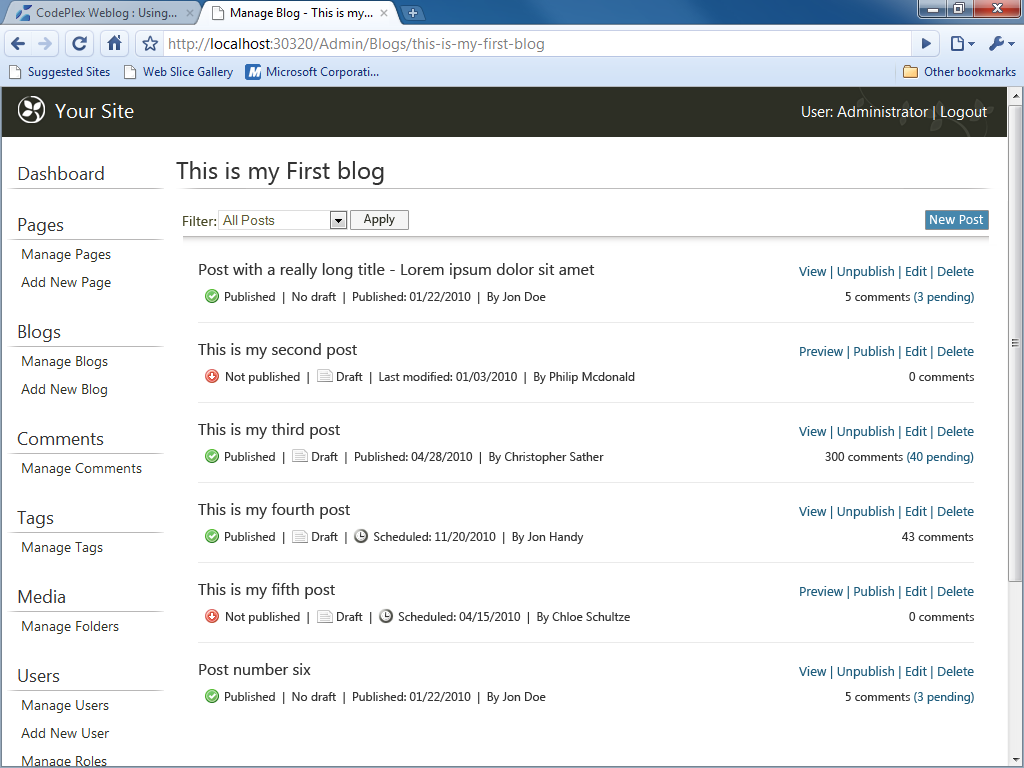 CodePlex Weblog : Using...
Manage Blog - This is my...
http://localhost:30320/Admin/Blogs/this-is-my-first-blog
Suggested Sites
Web Slice Gallery
Microsoft Corporati...
Other bookmarks
Your Site
User: Administrator | Logout
Dashboard
Pages
Manage Pages
Add New Page
Blogs
Manage Blogs
Add New Blog
Comments
Manage Comments
Tags
Manage Tags
Media
Manage Folders
Users
Manage Users
Add New User
Manage Roles
This is my First blog
Filter: All Posts Apply
New Post
Post with a really long title - Lorem ipsum dolor sit amet
View | Unpublish | Edit | Delete
Published | No draft | Published: 01/22/2010 | By Jon Doe
5 comments (3 pending)
This is my second post
Preview | Publish | Edit | Delete
Not published | Draft | Last modified: 01/03/2010 | By Philip Mcdonald
0 comments
This is my third post
View | Unpublish | Edit | Delete
Published | Draft | Published: 04/28/2010 | By Christopher Sather
300 comments (40 pending)
This is my fourth post
View | Unpublish | Edit | Delete
Published | Draft | Scheduled: 11/20/2010 | By Jon Handy
43 comments
This is my fifth post
Preview | Publish | Edit | Delete
Not published | Draft | Scheduled: 04/15/2010 | By Chloe Schultze
0 comments
Post number six
View | Unpublish | Edit | Delete
Published | No draft | Published: 01/22/2010 | By Jon Doe
5 comments (3 pending)